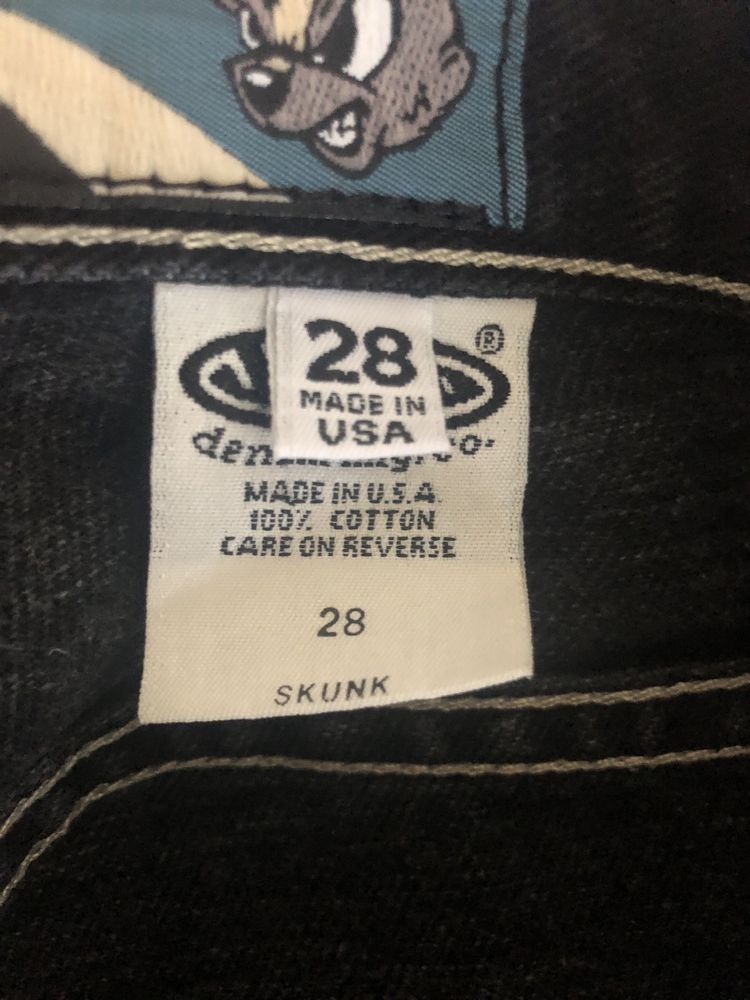 28
MADE IN
USA
®
MADE IN U.S.A.
100% COTTON
CARE ON REVERSE
28
SKUNK